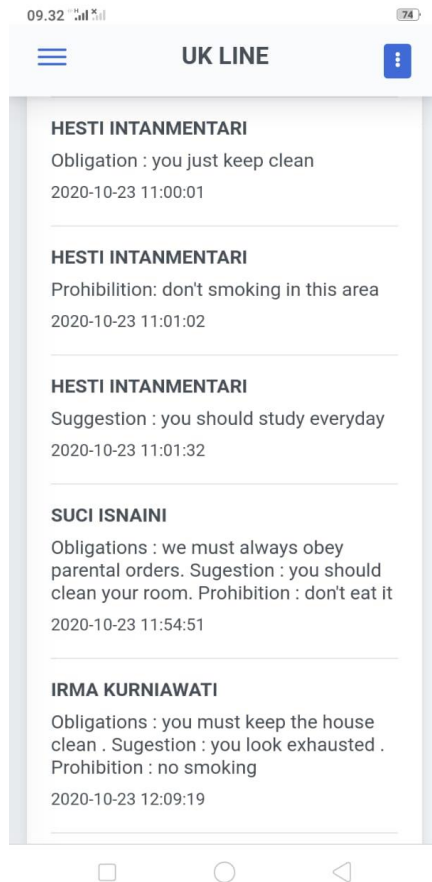 09.32
74
UK LINE
HESTI INTANMENTARI
Obligation : you just keep clean
2020-10-23 11:00:01
HESTI INTANMENTARI
Prohibilition: don't smoking in this area
2020-10-23 11:01:02
HESTI INTANMENTARI
Suggestion : you should study everyday
2020-10-23 11:01:32
SUCI ISNAINI
Obligations : we must always obey
parental orders. Sugestion : you should
clean your room. Prohibition : don't eat it
2020-10-23 11:54:51
IRMA KURNIAWATI
Obligations : you must keep the house
clean . Sugestion : you look exhausted .
Prohibition : no smoking
2020-10-23 12:09:19